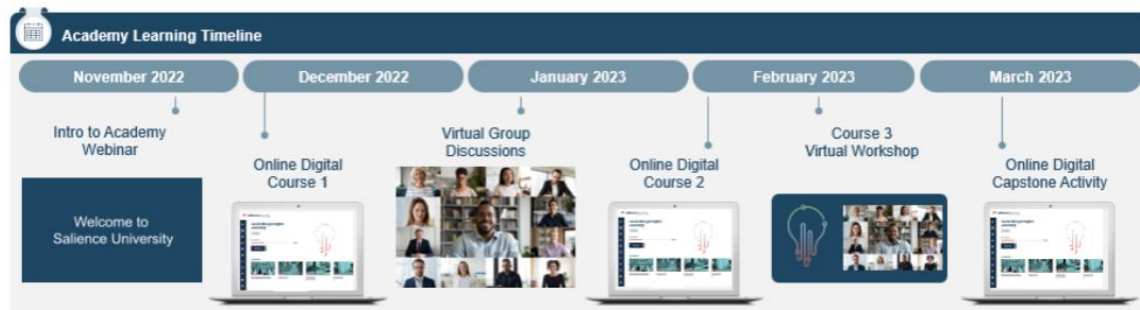 Academy Learning Timeline
November 2022
December 2022
January 2023
February 2023
March 2023
Intro to Academy
Webinar
Welcome to
Salience University
Online Digital
Course 1
Virtual Group
Discussions
Online Digital
Course 2
Course 3
Virtual Workshop
Online Digital
Capstone Activity